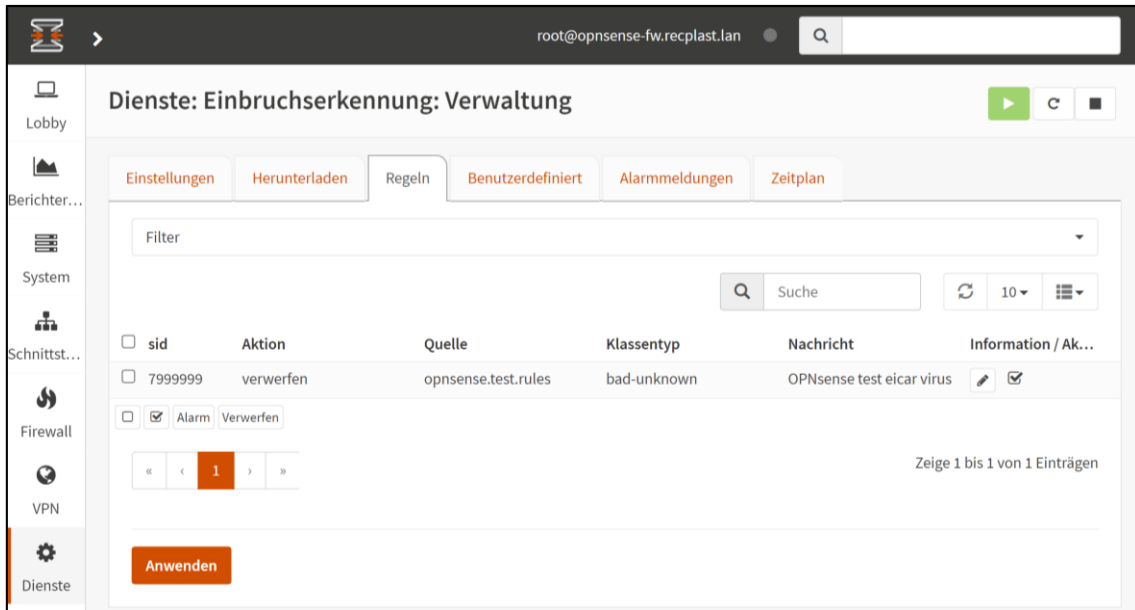 root@opnsense-fw.recplast.lan
Lobby
Berichter...
System
Schnittst...
Firewall
VPN
Dienste
Dienste: Einbruchserkennung: Verwaltung
Einstellungen Herunterladen Regeln Benutzerdefiniert Alarmmeldungen Zeitplan
Filter
Suche 10
sid Aktion Quelle Klassentyp Nachricht Information / Ak...
7999999 verwerfen opnsense.test.rules bad-unknown OPNsense test eicar virus
Alarm Verwerfen
« ‹ 1 › »
Zeige 1 bis 1 von 1 Einträgen
Anwenden